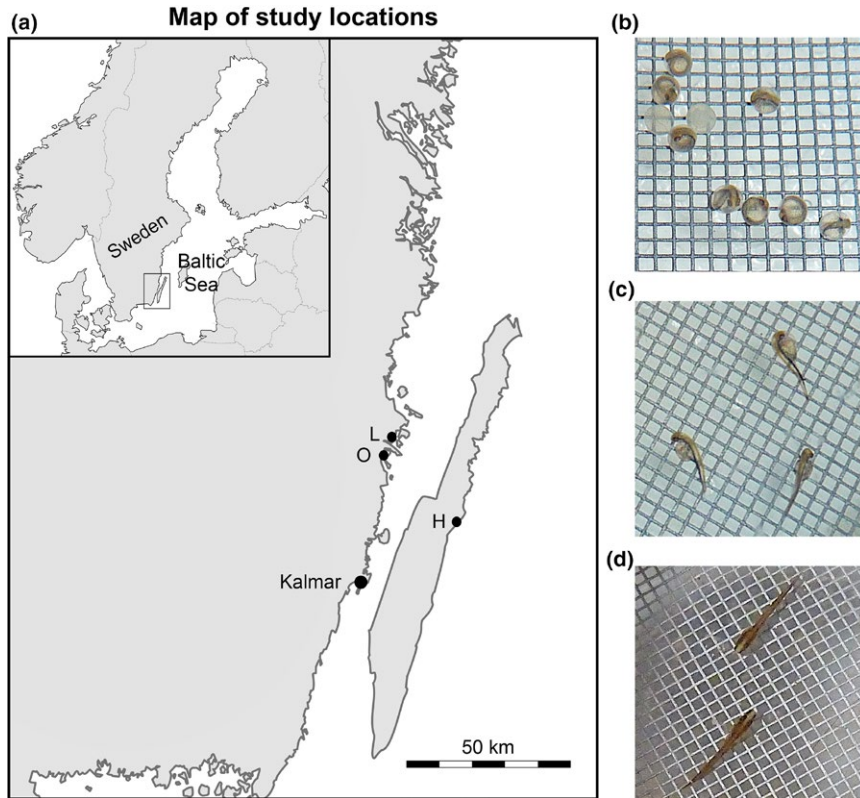 Map of study locations
(a)
Sweden
Baltic
Sea
L
O
H
Kalmar
50 km
(b)
(c)
(d)